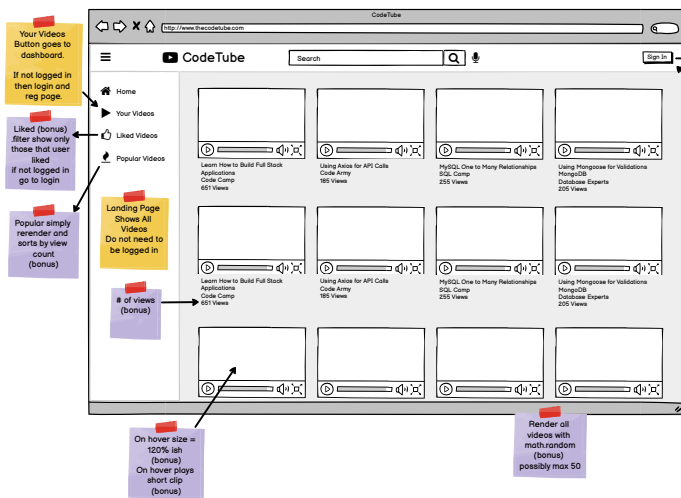 CodeTube
http://www.thecodetube.com
CodeTube
Search
Sign In
Home
Your Videos
Liked Videos
Popular Videos
Your Videos
Button goes to
dashboard.
If not logged in
then login and
reg page.
Liked (bonus)
.filter show only
those that user
liked
if not logged in
go to login
Popular simply
rerender and
sorts by view
count
(bonus)
Landing Page
Shows All
Videos
Do not need to
be logged in
# of views
(bonus)
Learn How to Build Full Stack
Applications
Code Camp
651 Views
Using Axios for API Calls
Code Army
185 Views
MySQL One to Many Relationships
SQL Camp
255 Views
Using Mongoose for Validations
MongoDB
Database Experts
205 Views
Learn How to Build Full Stack
Applications
Code Camp
651 Views
Using Axios for API Calls
Code Army
185 Views
MySQL One to Many Relationships
SQL Camp
255 Views
Using Mongoose for Validations
MongoDB
Database Experts
205 Views
On hover size =
120% ish
(bonus)
On hover plays
short clip
(bonus)
Render all
videos with
math.random
(bonus)
possibly max 50